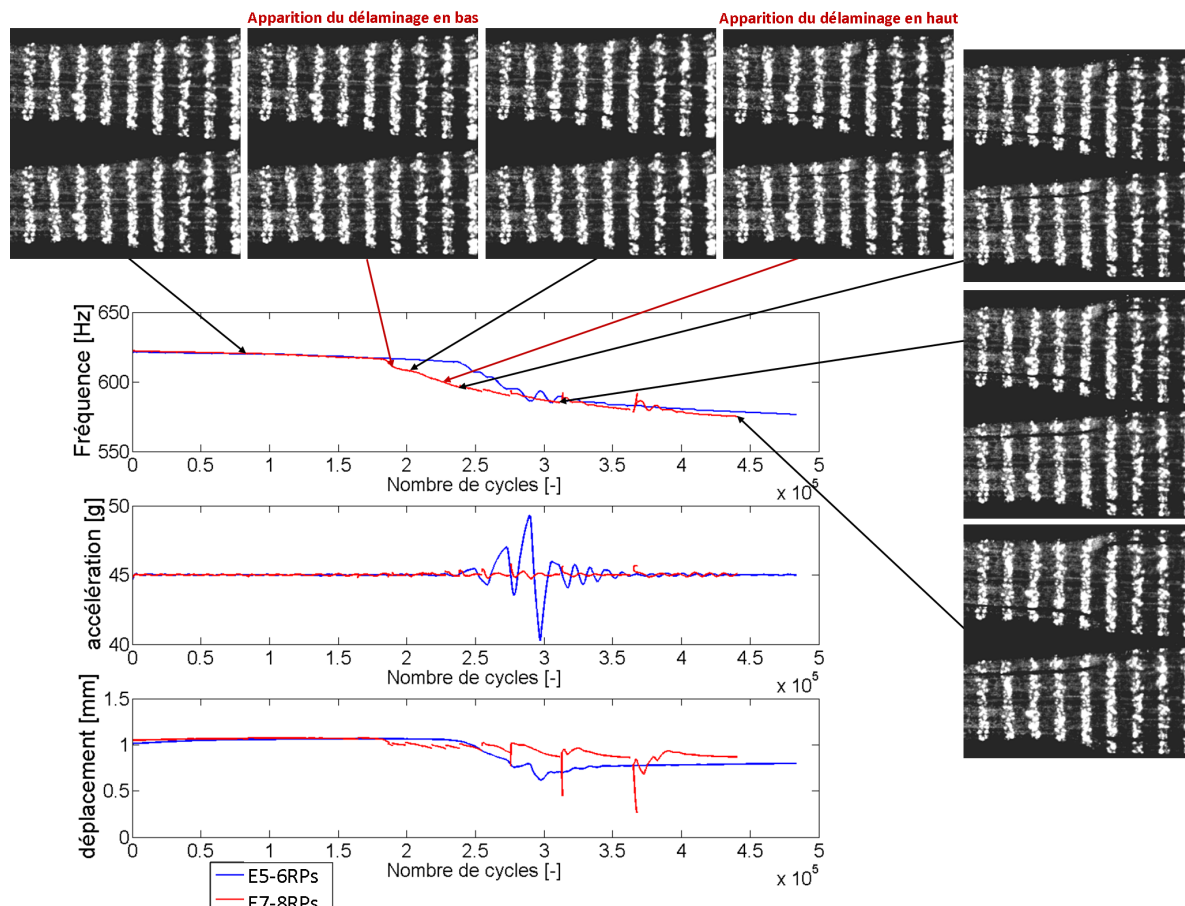 Apparition du délaminage en bas
Apparition du délaminage en haut
Fréquence [Hz]
650
600
550
0 0.5 1 1.5 2 2.5 3 3.5 4 4.5 5
Nombre de cycles [-]
x 10^5
accélération [g]
50
45
40
0 0.5 1 1.5 2 2.5 3 3.5 4 4.5 5
Nombre de cycles [-]
x 10^5
déplacement [mm]
1.5
1
0.5
0
0 0.5 1 1.5 2 2.5 3 3.5 4 4.5 5
Nombre de cycles [-]
x 10^5
E5-6RPs
E7-8RPs